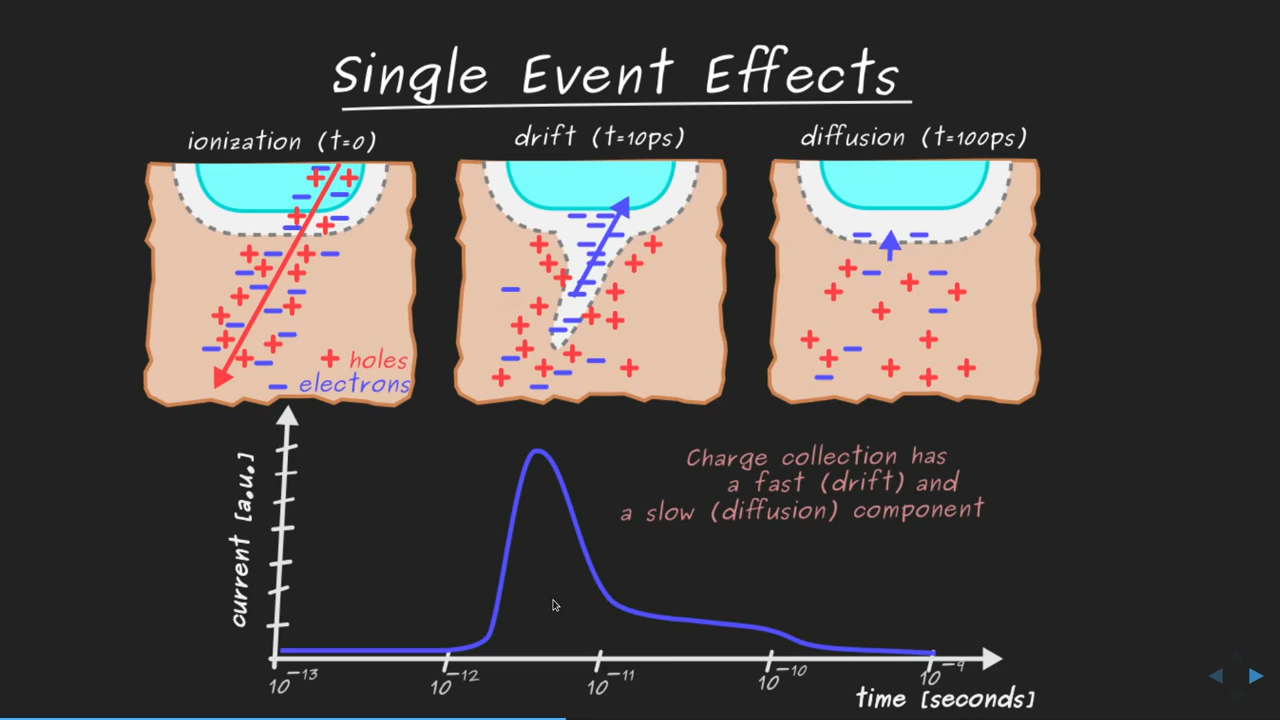 Single Event Effects
ionization (t=0)
drift (t=10ps)
diffusion (t=100ps)
holes
electrons
current [a.u.]
Charge collection has
a fast (drift) and
a slow (diffusion) component
10⁻¹³
10⁻¹²
10⁻¹¹
10⁻¹⁰
10⁻⁹
time [seconds]